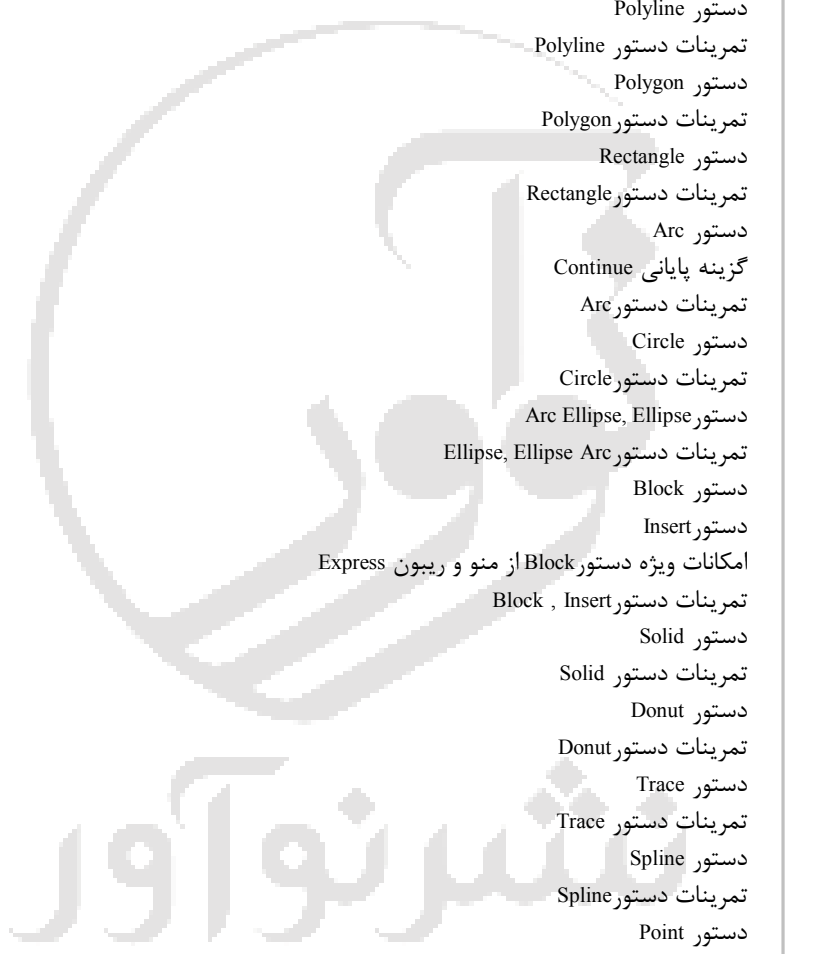 دستور Polyline
تمرینات دستور Polyline
دستور Polygon
تمرینات دستورPolygon
دستور Rectangle
تمرینات دستورRectangle
دستور Arc
گزینه پایانی Continue
تمرینات دستورArc
دستور Circle
تمرینات دستورCircle
دستورArc Ellipse, Ellipse
تمرینات دستورEllipse, Ellipse Arc
دستور Block
دستورInsert
امکانات ویژه دستورBlock از منو و ریبون Express
تمرینات دستورBlock , Insert
دستور Solid
تمرینات دستور Solid
دستور Donut
تمرینات دستورDonut
دستور Trace
تمرینات دستور Trace
دستور Spline
تمرینات دستورSpline
دستور Point
نوآور
نشرنوآور